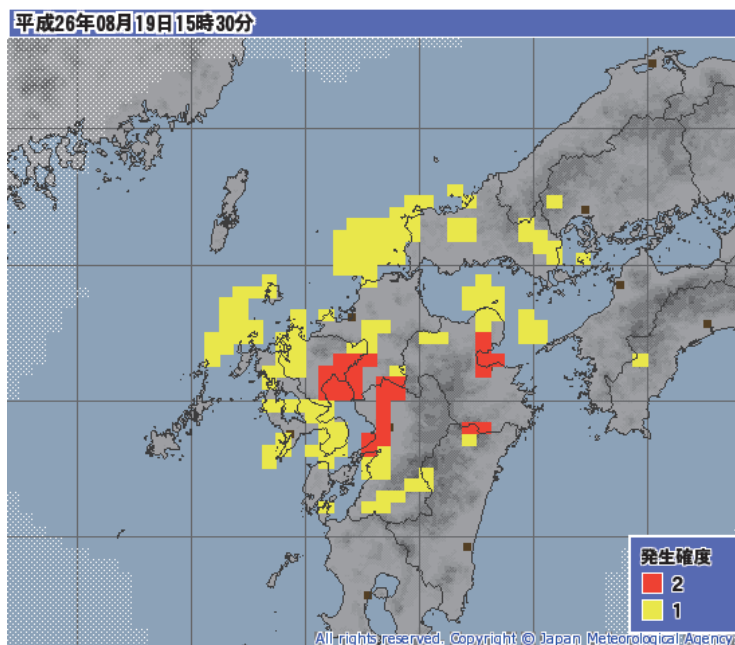 平成26年08月19日15時30分
発生確度
2
1
All rights reserved. Copyright © Japan Meteorological Agency